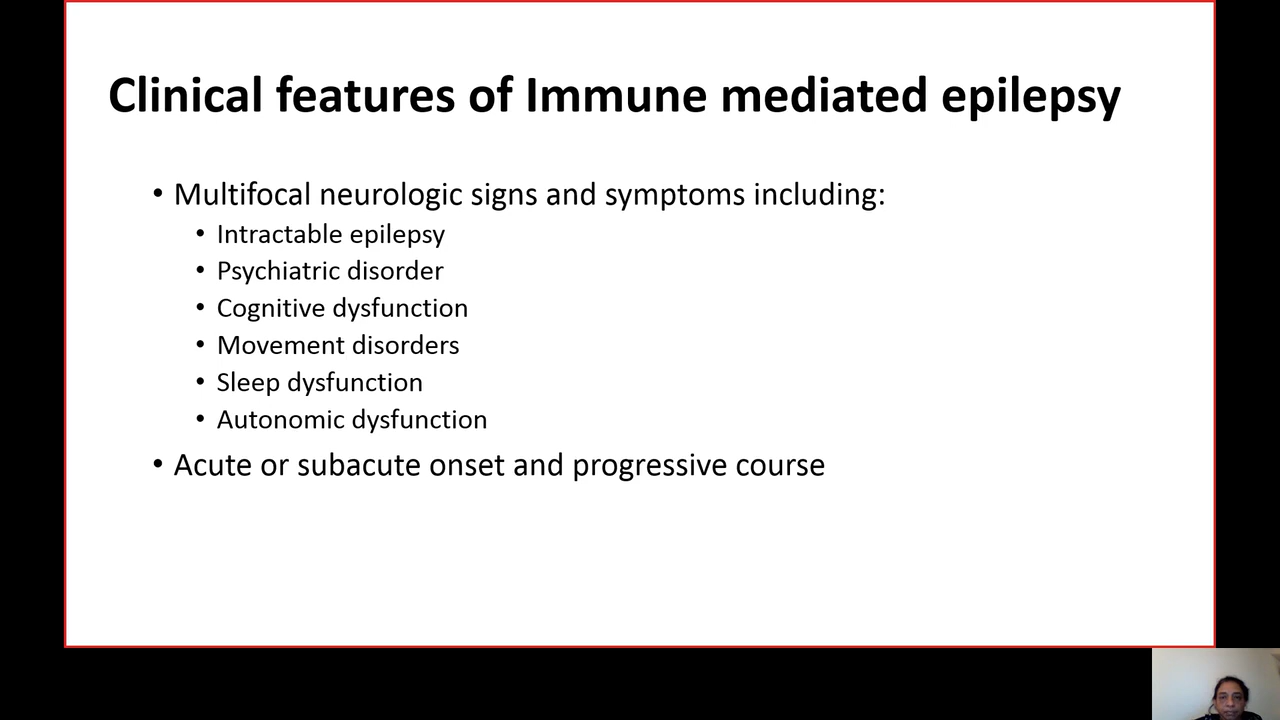 Clinical features of Immune mediated epilepsy
• Multifocal neurologic signs and symptoms including:
• Intractable epilepsy
• Psychiatric disorder
• Cognitive dysfunction
• Movement disorders
• Sleep dysfunction
• Autonomic dysfunction
• Acute or subacute onset and progressive course